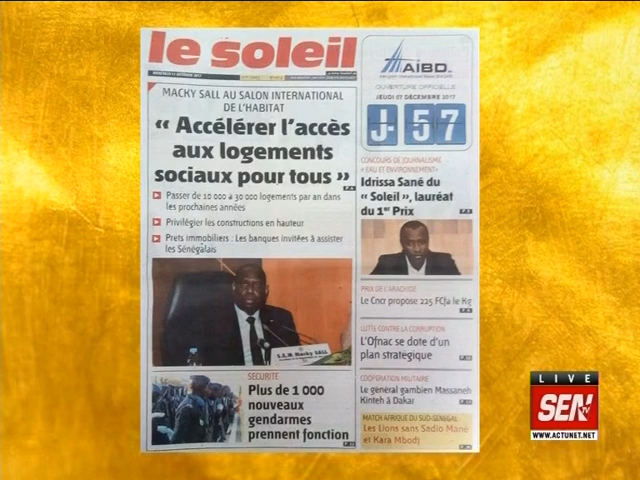 le soleil
MACKY SALL AU SALON INTERNATIONAL
DE L'HABITAT
« Accélérer l'accès
aux logements
sociaux pour tous »
Passer de 10 000 à 30 000 logements par an dans
les prochaines années
Privilégier les constructions en hauteur
Prets immobiliers : Les banques invitées à assister
les Sénégalais
S.E.M Macky SALL
SÉCURITÉ
Plus de 1 000
nouveaux
gendarmes
prennent fonction
AIBD
OUVERTURE OFFICIELLE
JEUDI 07 DÉCEMBRE 2017
J-57
CONCOURS DE JOURNALISME
« EAU ET ENVIRONNEMENT»
Idrissa Sané du
« Soleil », lauréat
du 1er Prix
PRIX DE L'ARACHIDE
Le Cncr propose 225 FCfa le Kg
LUTTE CONTRE LA CORRUPTION
L'Ofnac se dote d'un
plan strategique
COOPÉRATION MILITAIRE
Le général gambien Massaneh
Kinteh à Dakar
MATCH AFRIQUE DU SUD-SENEGAL
Les Lions sans Sadio Mané
et Kara Mbodj
LIVE
SEN TV
WWW.ACTUNET.NET